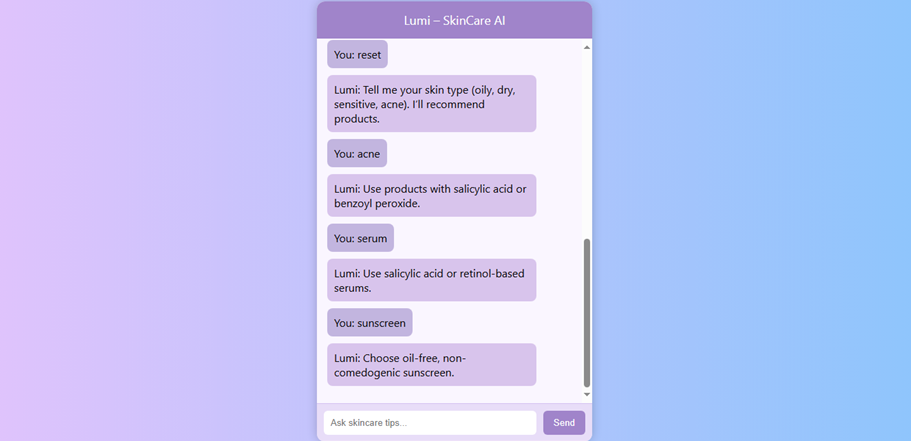 Lumi – SkinCare AI
You: reset
Lumi: Tell me your skin type (oily, dry,
sensitive, acne). I'll recommend
products.
You: acne
Lumi: Use products with salicylic acid or
benzoyl peroxide.
You: serum
Lumi: Use salicylic acid or retinol-based
serums.
You: sunscreen
Lumi: Choose oil-free, non-
comedogenic sunscreen.
Ask skincare tips...
Send